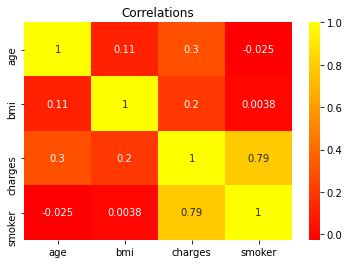 Correlations
age 1 0.11 0.3 -0.025
bmi 0.11 1 0.2 0.0038
charges 0.3 0.2 1 0.79
smoker -0.025 0.0038 0.79 1
age bmi charges smoker
1.0
0.8
0.6
0.4
0.2
0.0